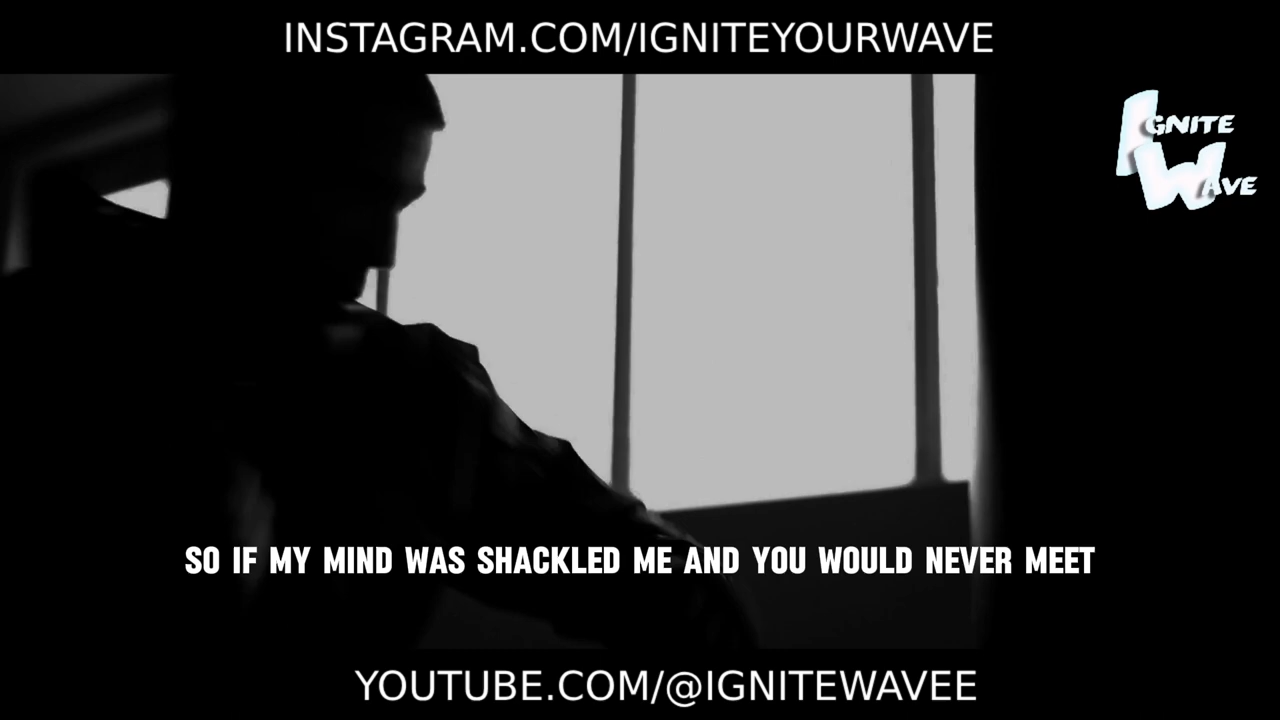 INSTAGRAM.COM/IGNITEYOURWAVE
IGNITE
WAVE
SO IF MY MIND WAS SHACKLED ME AND YOU WOULD NEVER MEET
YOUTUBE.COM/@IGNITEWAVEE